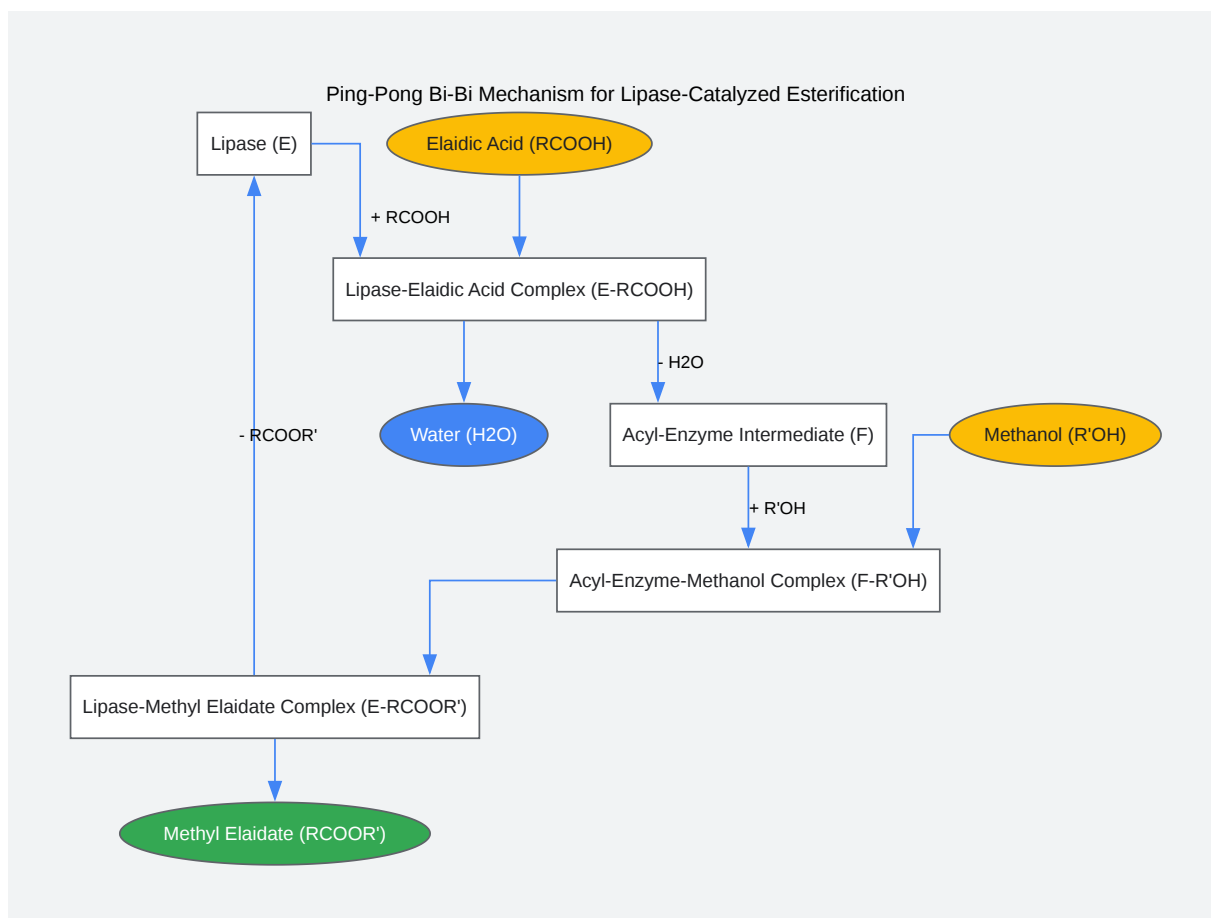 Ping-Pong Bi-Bi Mechanism for Lipase-Catalyzed Esterification
Lipase (E)
Elaidic Acid (RCOOH)
+ RCOOH
Lipase-Elaidic Acid Complex (E-RCOOH)
- H2O
- RCOOR'
Water (H2O)
Acyl-Enzyme Intermediate (F)
Methanol (R'OH)
+ R'OH
Acyl-Enzyme-Methanol Complex (F-R'OH)
Lipase-Methyl Elaidate Complex (E-RCOOR')
Methyl Elaidate (RCOOR')